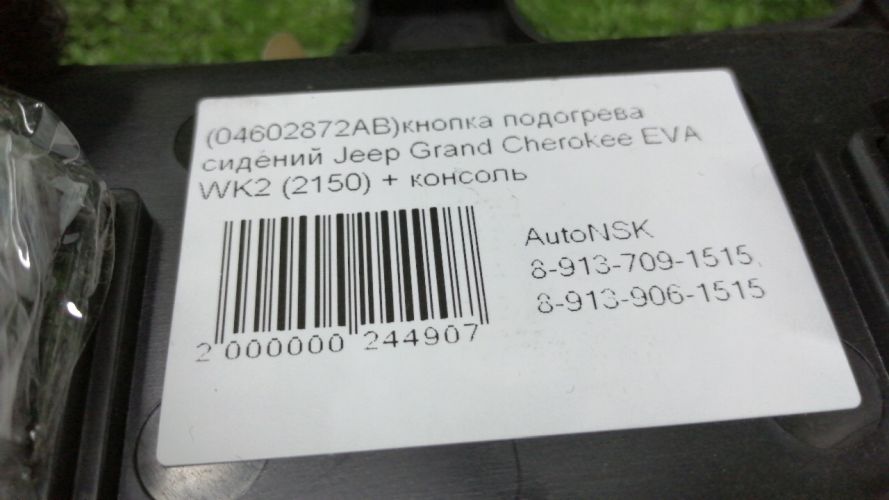 (04602872AB)кнопка подогрева
сидений Jeep Grand Cherokee EVA
WK2 (2150) + консоль
AutoNSK
8-913-709-1515,
8-913-906-1515
2 000000 244907